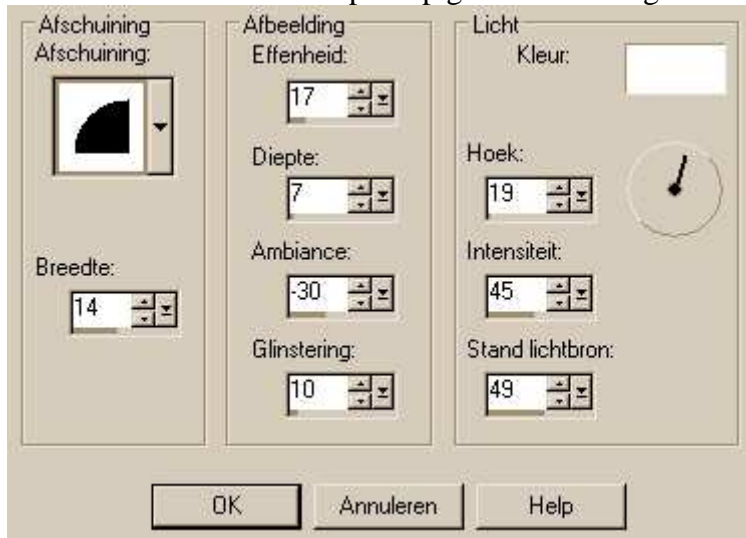 Afschuining
Afschuining:
Breedte:
14
Afbeelding
Effenheid:
17
Diepte:
7
Ambiance:
-30
Glinstering:
10
Licht
Kleur:
Hoek:
19
Intensiteit:
45
Stand lichtbron:
49
OK Annuleren Help